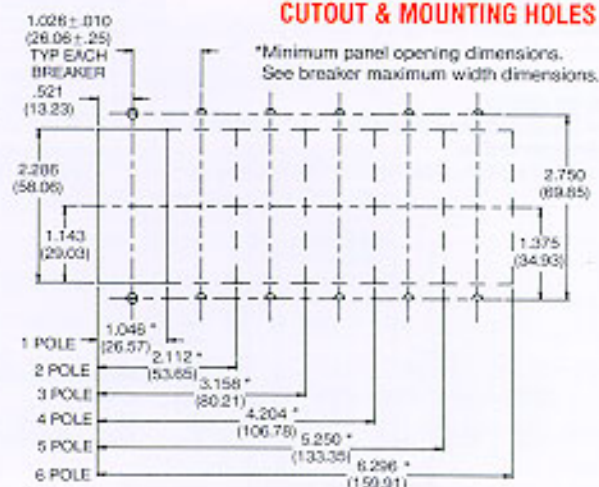 CUTOUT & MOUNTING HOLES
1.026±.010
(26.06±.25)
TYP EACH
BREAKER
*Minimum panel opening dimensions.
See breaker maximum width dimensions.
.521
(13.23)
2.286
(58.06)
2.750
(69.85)
1.143
(29.03)
1.375
(34.93)
1 POLE
1.046 *
(26.57)
2 POLE
2.112 *
(53.65)
3 POLE
3.158 *
(80.21)
4 POLE
4.204 *
(106.78)
5 POLE
5.250 *
(133.35)
6 POLE
6.296 *
(159.91)